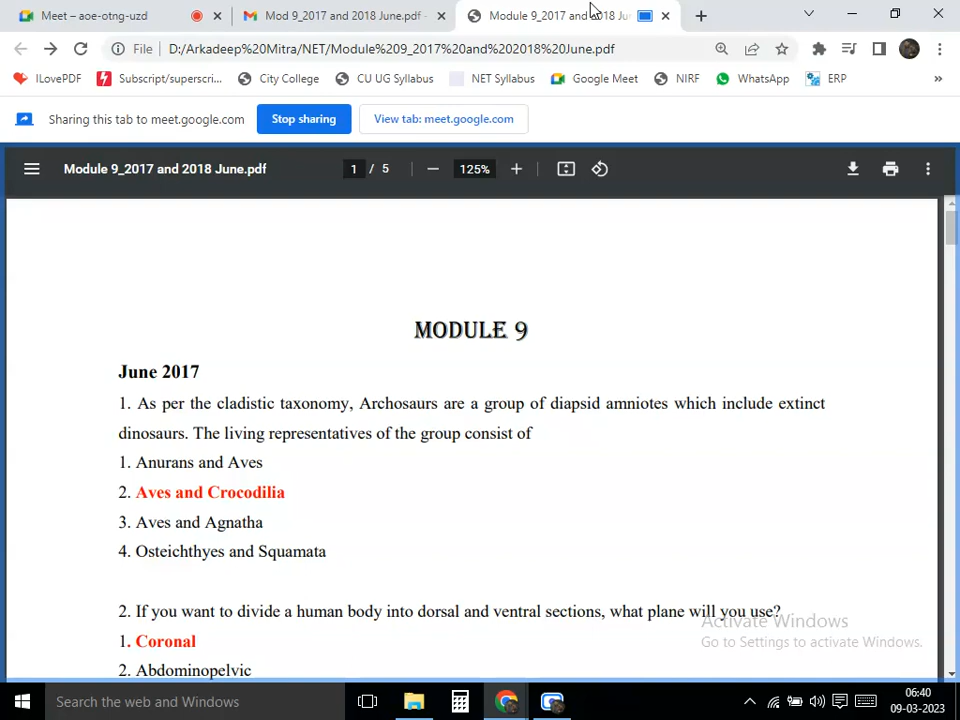 Meet – aoe-otng-uzd
Mod 9_2017 and 2018 June.pdf -
Module 9_2017 and 2018 Ju
File
D:/Arkadeep%20Mitra/NET/Module%209_2017%20and%202018%20June.pdf
ILovePDF
Subscript/superscri...
City College
CU UG Syllabus
NET Syllabus
Google Meet
NIRF
WhatsApp
ERP
»
Sharing this tab to meet.google.com
Stop sharing
View tab: meet.google.com
Module 9_2017 and 2018 June.pdf
1 / 5
125%
MODULE 9
June 2017
1. As per the cladistic taxonomy, Archosaurs are a group of diapsid amniotes which include extinct
dinosaurs. The living representatives of the group consist of
1. Anurans and Aves
2. Aves and Crocodilia
3. Aves and Agnatha
4. Osteichthyes and Squamata
2. If you want to divide a human body into dorsal and ventral sections, what plane will you use?
1. Coronal
2. Abdominopelvic
Activate Windows
Go to Settings to activate Windows.
Search the web and Windows
06:40
09-03-2023